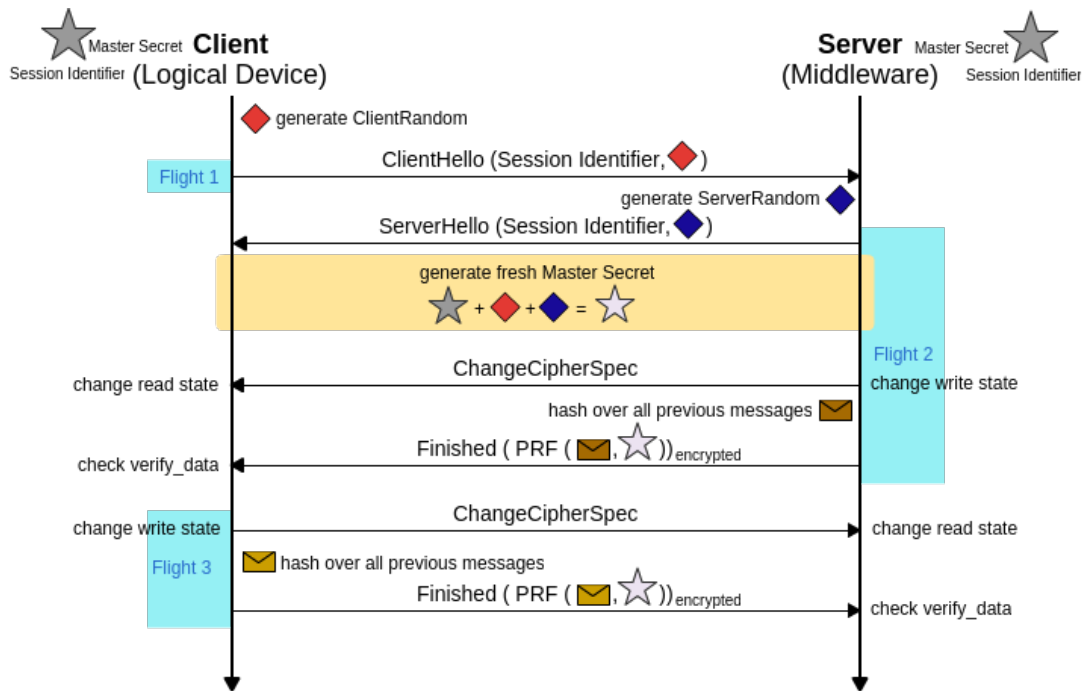 Master Secret Client
Session Identifier (Logical Device)
Server Master Secret
(Middleware) Session Identifier
generate ClientRandom
ClientHello (Session Identifier, )
Flight 1
generate ServerRandom
ServerHello (Session Identifier, )
generate fresh Master Secret
+ + =
Flight 2
ChangeCipherSpec
change read state
change write state
hash over all previous messages
Finished ( PRF ( , ))encrypted
check verify_data
ChangeCipherSpec
change write state
change read state
Flight 3
hash over all previous messages
Finished ( PRF ( , ))encrypted
check verify_data